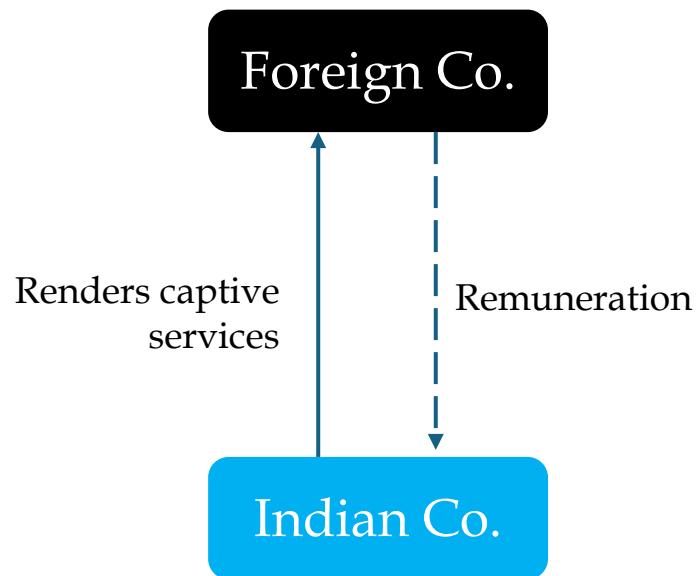 Foreign Co.
Renders captive
services
Remuneration
Indian Co.